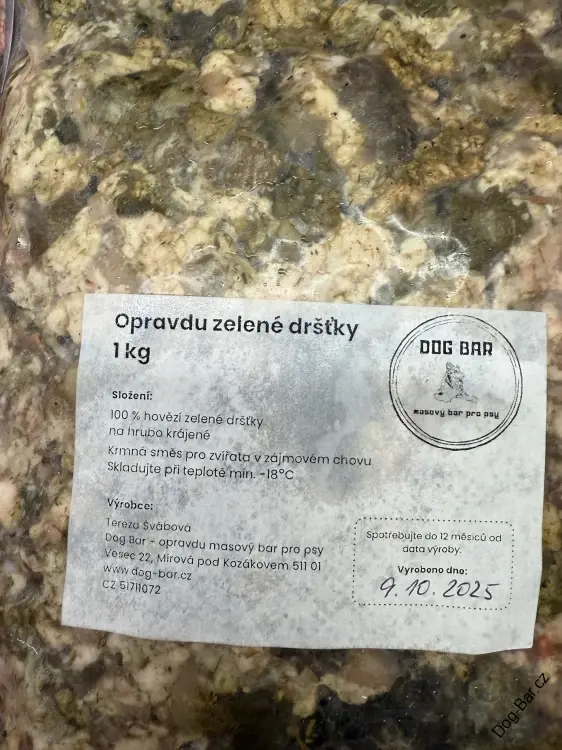 Opravdu zelené dršťky
1 kg
DOG BAR
masový bar pro psy
Složení:
100 % hovězí zelené dršťky
na hrubo krájené
Krmná směs pro zvířata v zájmovém chovu
Skladujte při teplotě min. -18°C
Výrobce:
Tereza Švábová
Dog Bar - opravdu masový bar pro psy
Vesec 22, Mírová pod Kozákovem 511 01
www.dog-bar.cz
CZ 51711072
Spotřebujte do 12 měsíců od
data výroby.
Vyrobeno dne:
9. 10. 2025
Dog-Bar.cz